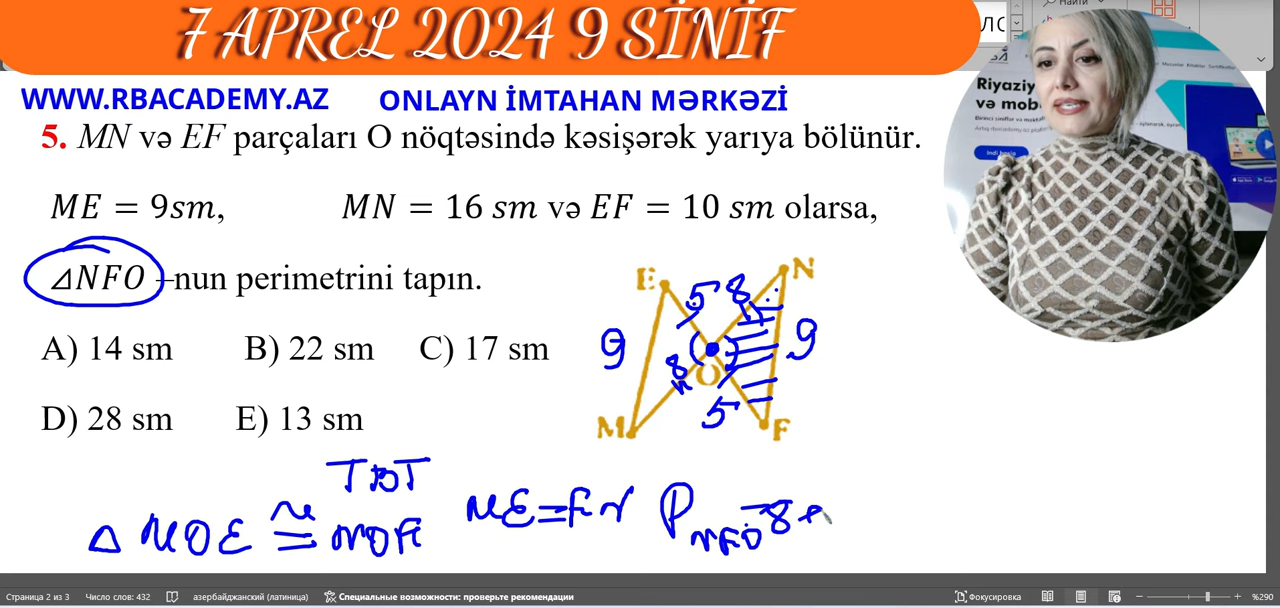 7 APREL 2024 9 SİNİF
WWW.RBACADEMY.AZ ONLAYN İMTAHAN MƏRKƏZİ
5. MN və EF parçaları O nöqtəsində kəsişərək yarıya bölünür.
ME = 9sm, MN = 16 sm və EF = 10 sm olarsa,
△NFO –nun perimetrini tapın.
A) 14 sm B) 22 sm C) 17 sm
D) 28 sm E) 13 sm
E N
5 8
9 9
8 O
5
M F
TBT
△ MOE ≅ NOF
ME=FN P NFO =8+
Найти
Riyaziy
və mob
Indi başla
Страница 2 из 3 Число слов: 432 азербайджанский (латиница) Специальные возможности: проверьте рекомендации Фокусировка − + %290